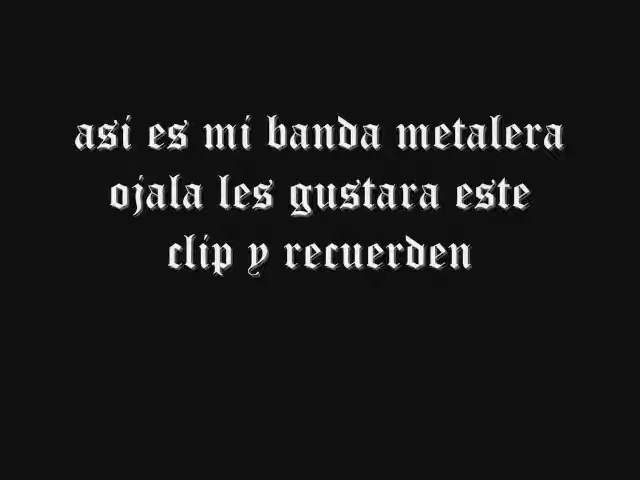 asi es mi banda metalera
ojala les gustara este
clip y recuerden